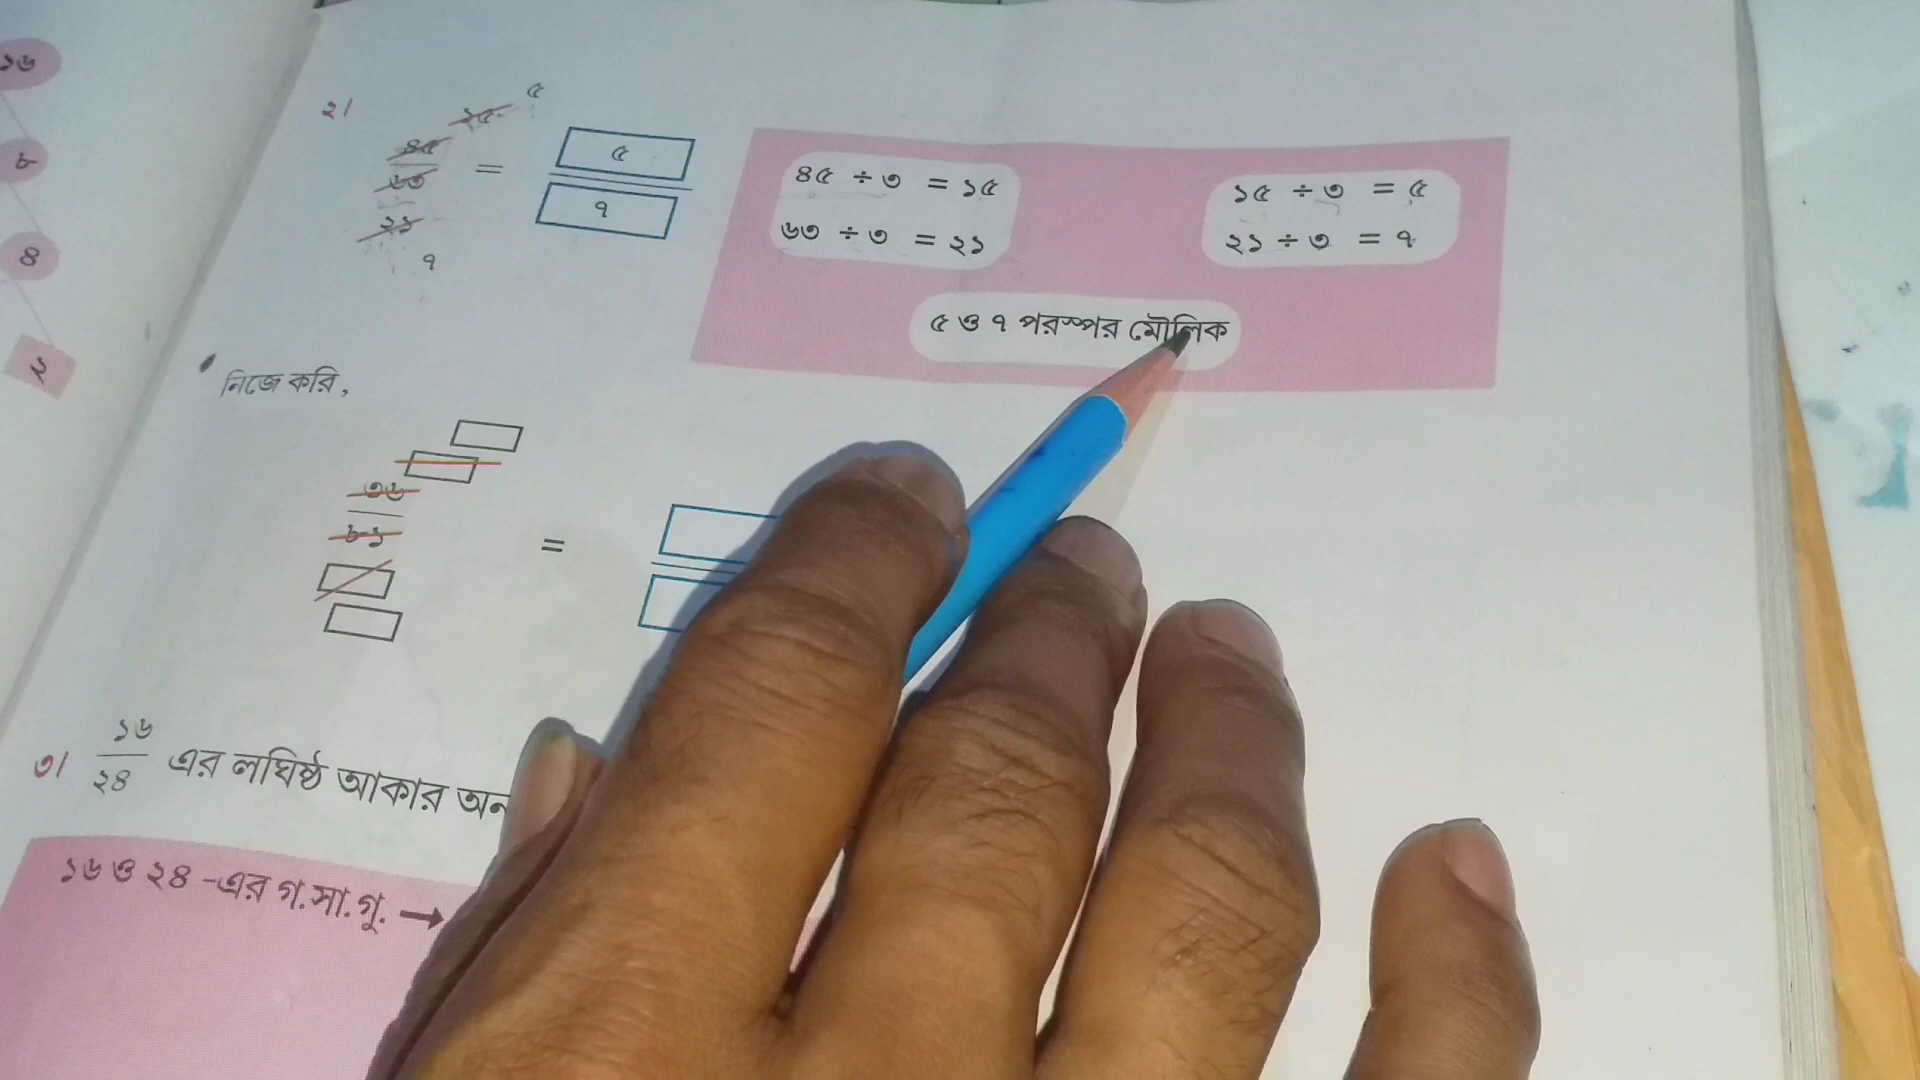 ১৬
৮
৪
২
২।
১৫ ৫
৪৫
৬৩
২১
৭
=
৫
৭
৪৫ ÷ ৩ = ১৫
৬৩ ÷ ৩ = ২১
১৫ ÷ ৩ = ৫
২১ ÷ ৩ = ৭
৫ ও ৭ পরস্পর মৌলিক
নিজে করি,
৩৬
৮১
=
৩। ১৬
২৪ এর লঘিষ্ঠ আকার
১৬ ও ২৪ -এর গ.সা.গু. →